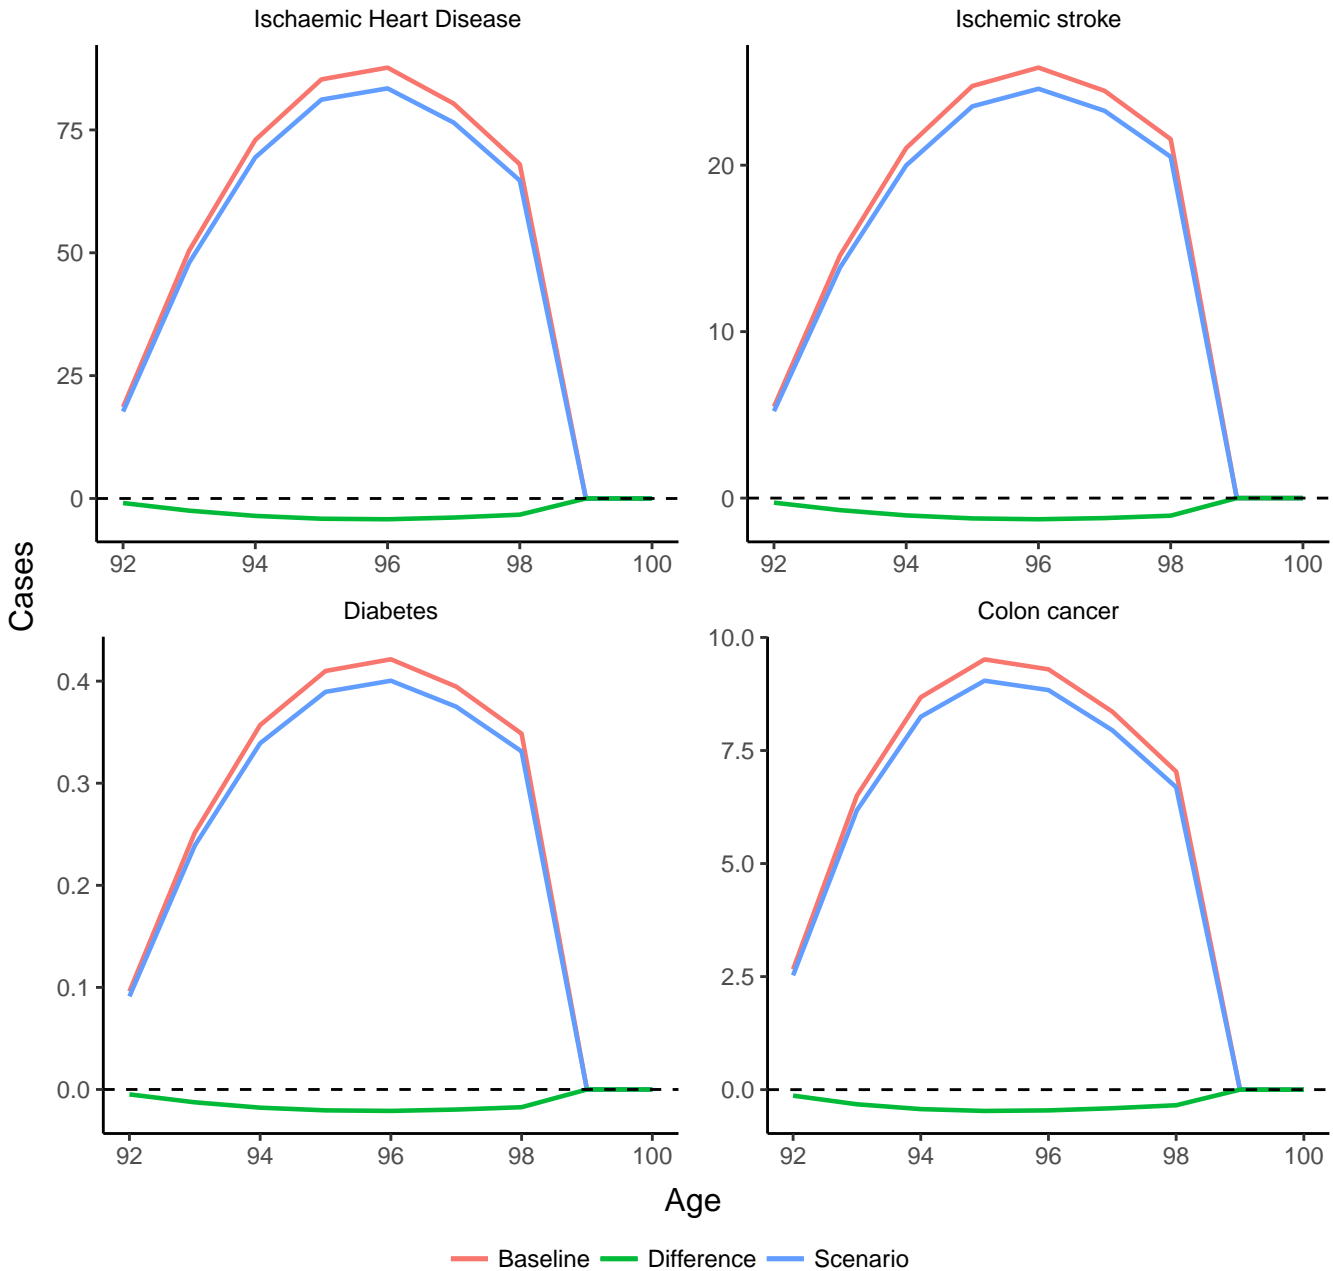 Ischaemic Heart Disease
Ischemic stroke
75
50
25
0
92 94 96 98 100
20
10
0
92 94 96 98 100
Cases
Diabetes
Colon cancer
0.4
0.3
0.2
0.1
0.0
92 94 96 98 100
10.0
7.5
5.0
2.5
0.0
92 94 96 98 100
Age
Baseline Difference Scenario